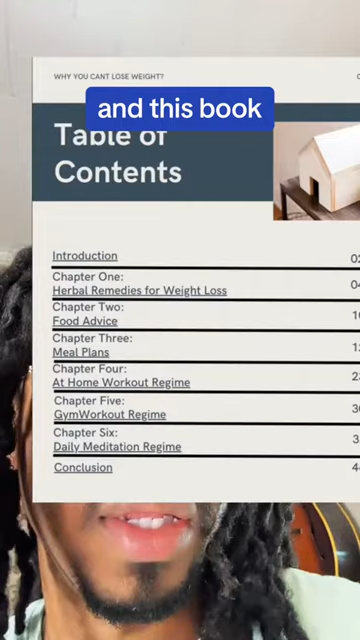 WHY YOU CANT LOSE WEIGHT?
and this book
Table of
Contents
Introduction
Chapter One:
Herbal Remedies for Weight Loss
Chapter Two:
Food Advice
Chapter Three:
Meal Plans
Chapter Four:
At Home Workout Regime
Chapter Five:
GymWorkout Regime
Chapter Six:
Daily Meditation Regime
Conclusion